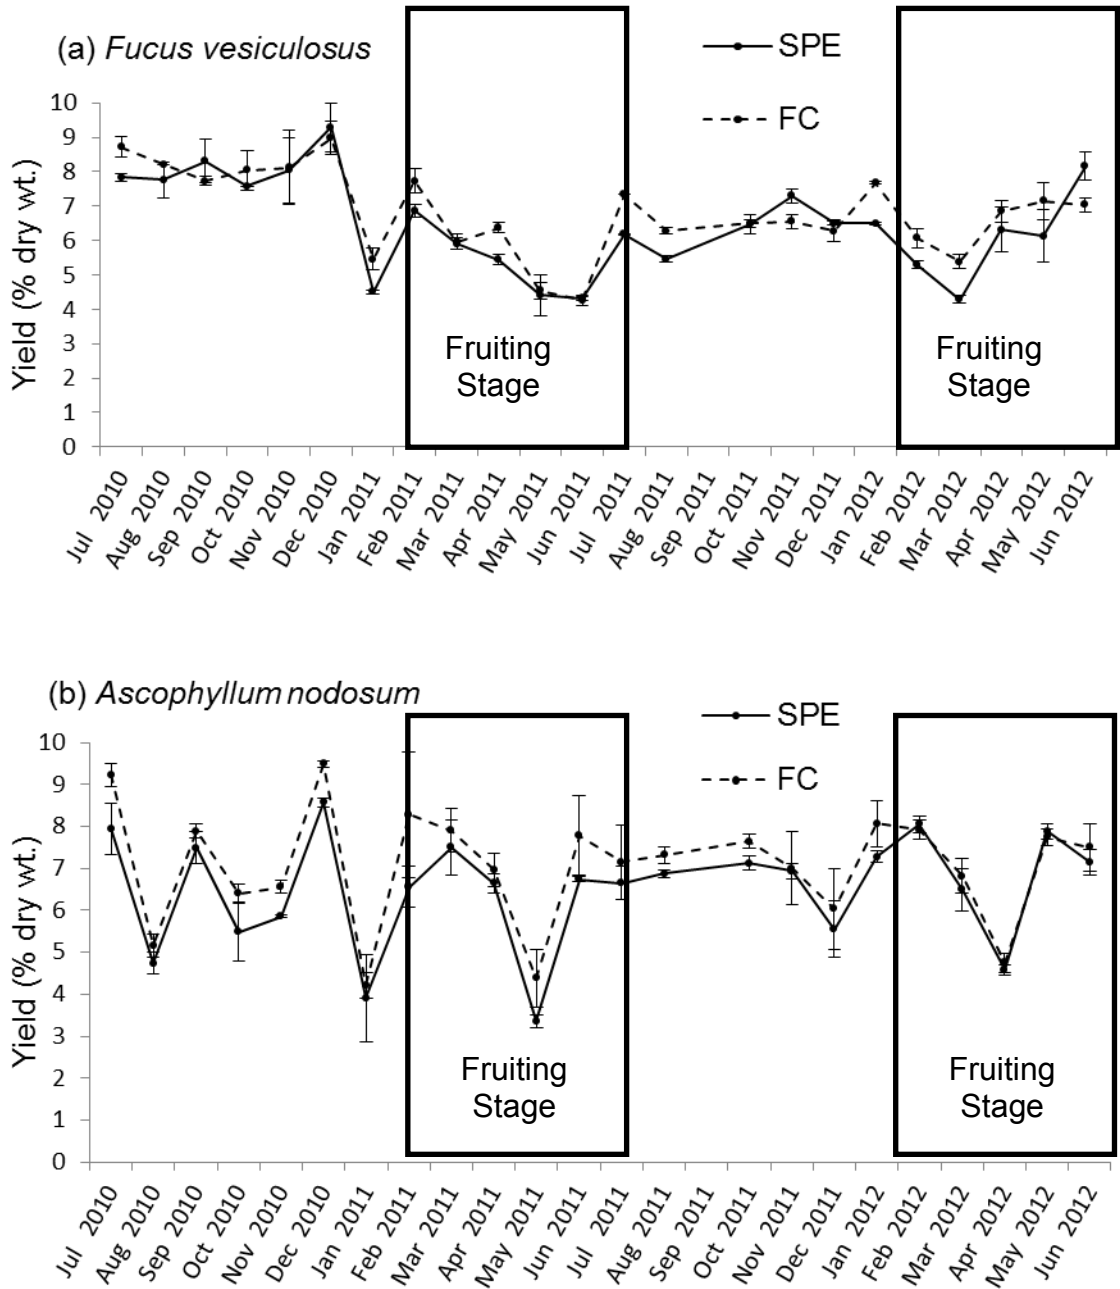 (a) Fucus vesiculosus
SPE
FC
Yield (% dry wt.)
10
9
8
7
6
5
4
3
2
1
0
Fruiting
Stage
Fruiting
Stage
Jul 2010
Aug 2010
Sep 2010
Oct 2010
Nov 2010
Dec 2010
Jan 2011
Feb 2011
Mar 2011
Apr 2011
May 2011
Jun 2011
Jul 2011
Aug 2011
Sep 2011
Oct 2011
Nov 2011
Dec 2011
Jan 2012
Feb 2012
Mar 2012
Apr 2012
May 2012
Jun 2012
(b) Ascophyllum nodosum
SPE
FC
Yield (% dry wt.)
10
9
8
7
6
5
4
3
2
1
0
Fruiting
Stage
Fruiting
Stage
Jul 2010
Aug 2010
Sep 2010
Oct 2010
Nov 2010
Dec 2010
Jan 2011
Feb 2011
Mar 2011
Apr 2011
May 2011
Jun 2011
Jul 2011
Aug 2011
Sep 2011
Oct 2011
Nov 2011
Dec 2011
Jan 2012
Feb 2012
Mar 2012
Apr 2012
May 2012
Jun 2012